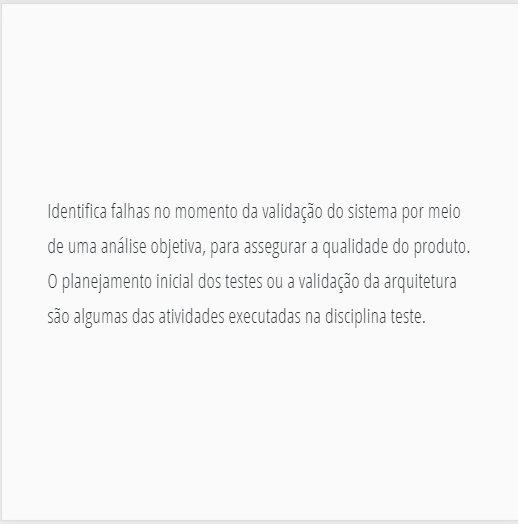 Identifica falhas no momento da validação do sistema por meio
de uma análise objetiva, para assegurar a qualidade do produto.
O planejamento inicial dos testes ou a validação da arquitetura
são algumas das atividades executadas na disciplina teste.